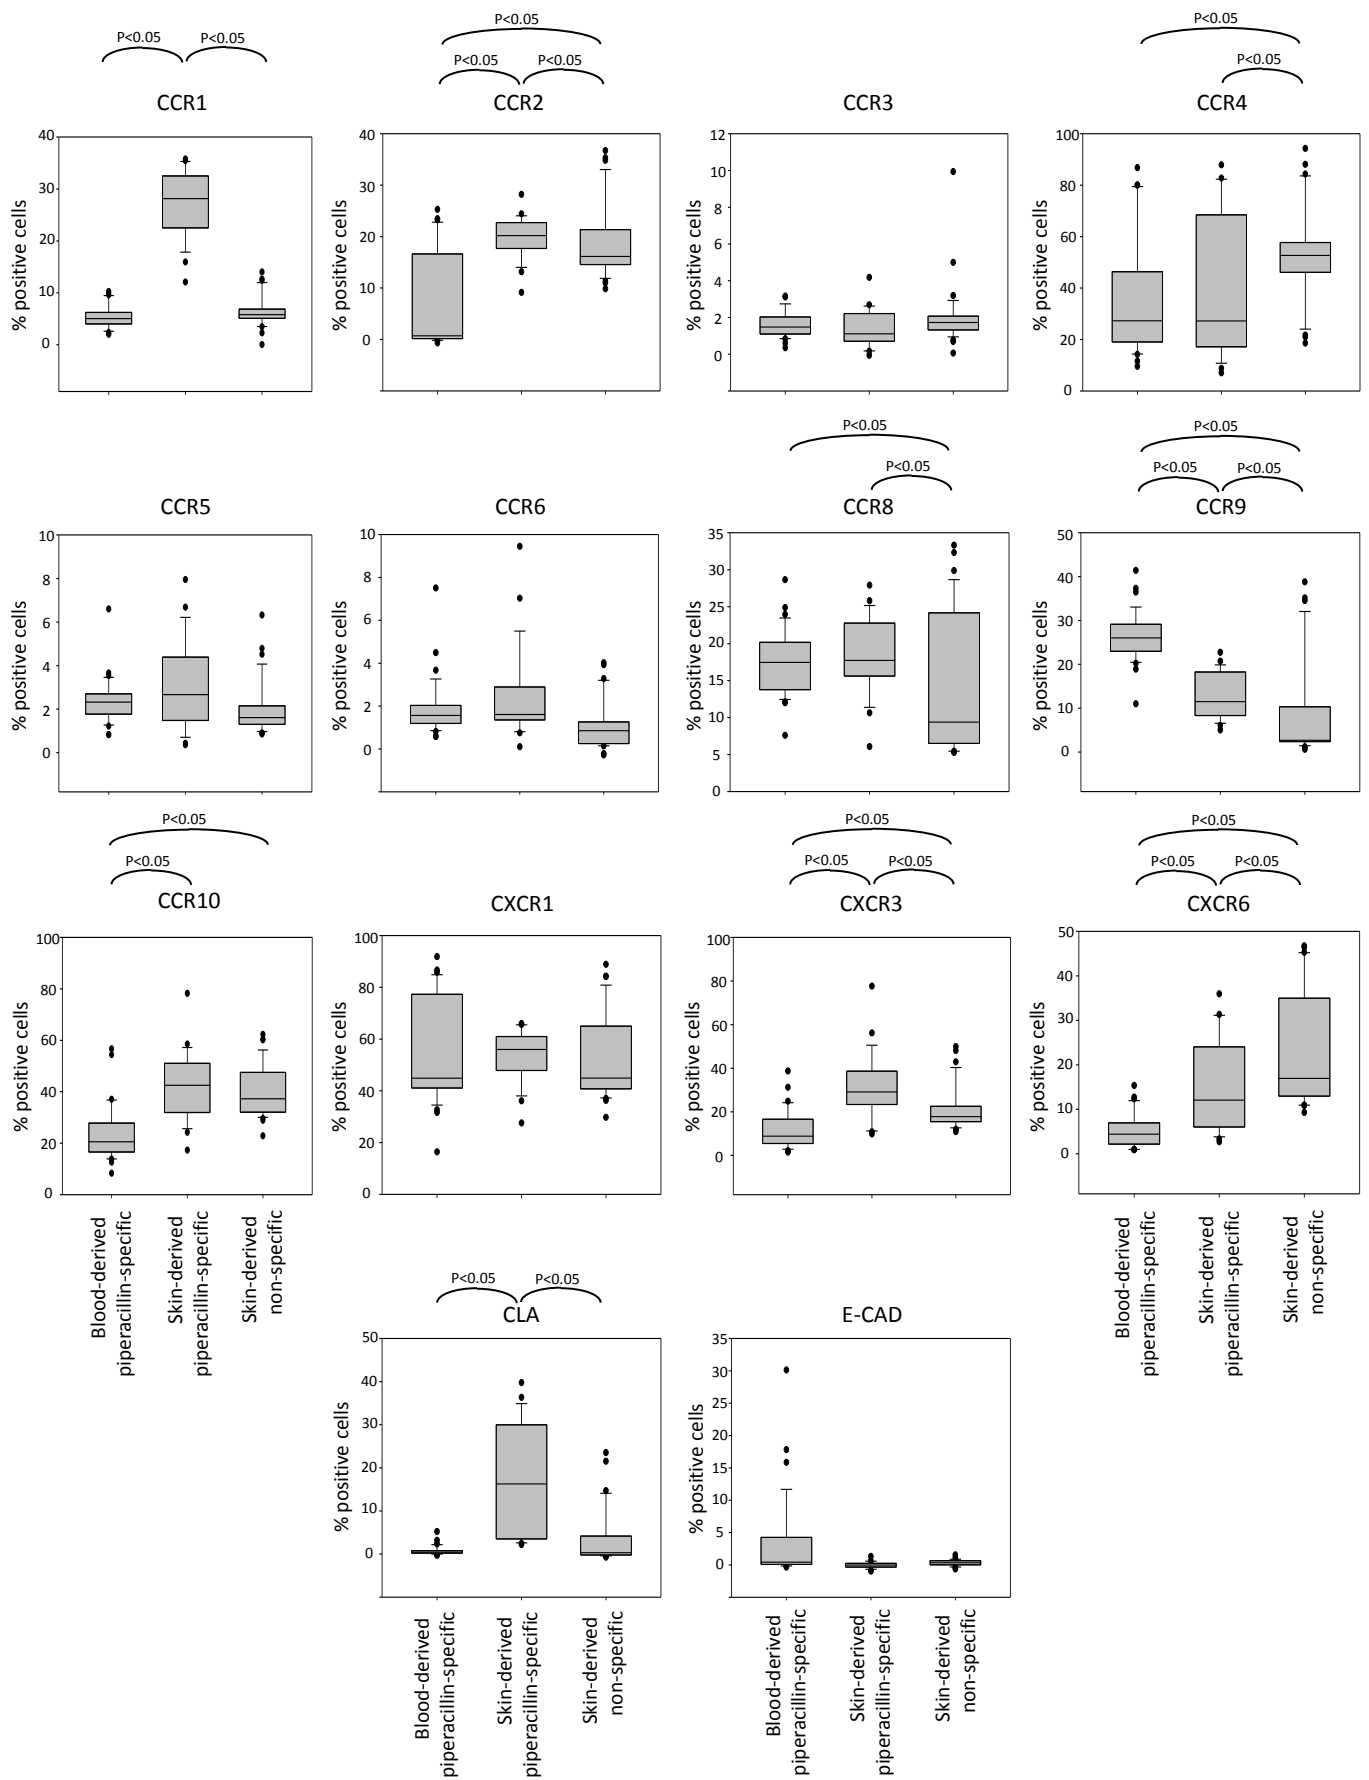 P<0.05
P<0.05 P<0.05
P<0.05 P<0.05 P<0.05
P<0.05
CCR1 CCR2 CCR3 CCR4
% positive cells
40
30
20
10
0
% positive cells
40
30
20
10
0
% positive cells
12
10
8
6
4
2
0
% positive cells
100
80
60
40
20
0
P<0.05 P<0.05
P<0.05 P<0.05 P<0.05
CCR5 CCR6 CCR8 CCR9
% positive cells
10
8
6
4
2
0
% positive cells
10
8
6
4
2
0
% positive cells
35
30
25
20
15
10
5
0
% positive cells
50
40
30
20
10
0
P<0.05 P<0.05 P<0.05
P<0.05 P<0.05 P<0.05 P<0.05 P<0.05
CCR10 CXCR1 CXCR3 CXCR6
% positive cells
100
80
60
40
20
0
% positive cells
100
80
60
40
20
0
% positive cells
100
80
60
40
20
0
% positive cells
50
40
30
20
10
0
Blood-derived
piperacillin-specific
Skin-derived
piperacillin-specific
Skin-derived
non-specific
Blood-derived
piperacillin-specific
Skin-derived
piperacillin-specific
Skin-derived
non-specific
P<0.05 P<0.05
CLA E-CAD
% positive cells
50
40
30
20
10
0
% positive cells
35
30
25
20
15
10
5
0
Blood-derived
piperacillin-specific
Skin-derived
piperacillin-specific
Skin-derived
non-specific
Blood-derived
piperacillin-specific
Skin-derived
piperacillin-specific
Skin-derived
non-specific